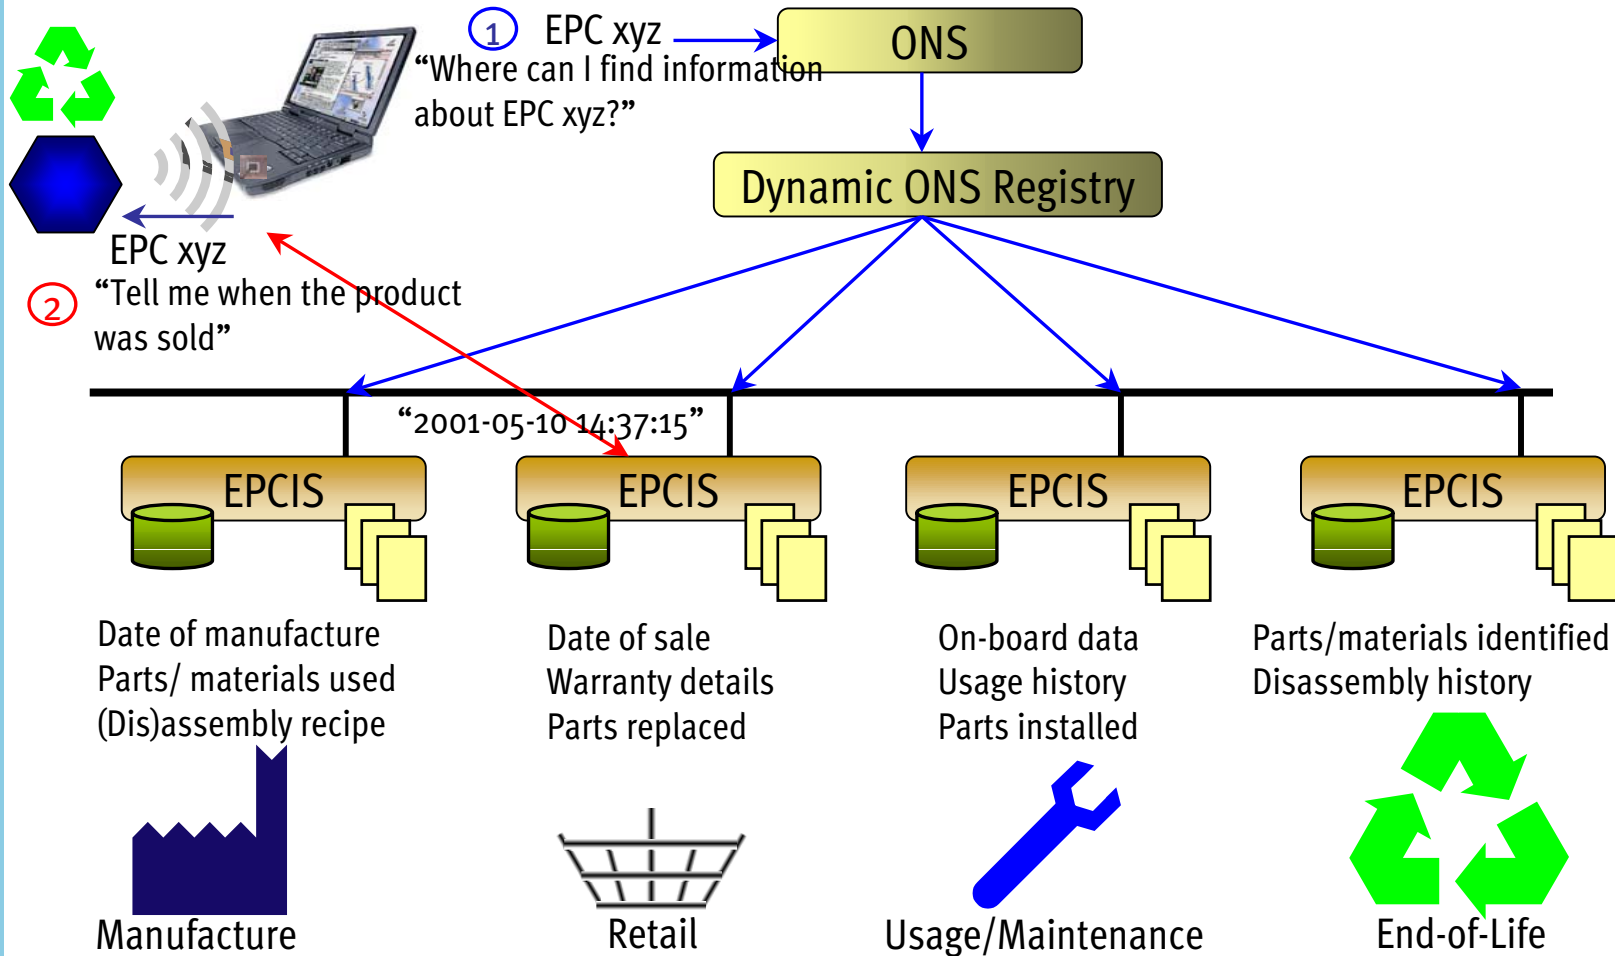 1
EPC xyz
“Where can I find information
about EPC xyz?”
ONS
Dynamic ONS Registry
EPC xyz
2
“Tell me when the product
was sold”
“2001-05-10 14:37:15”
EPCIS
EPCIS
EPCIS
EPCIS
Date of manufacture
Parts/ materials used
(Dis)assembly recipe
Date of sale
Warranty details
Parts replaced
On-board data
Usage history
Parts installed
Parts/materials identified
Disassembly history
Manufacture
Retail
Usage/Maintenance
End-of-Life